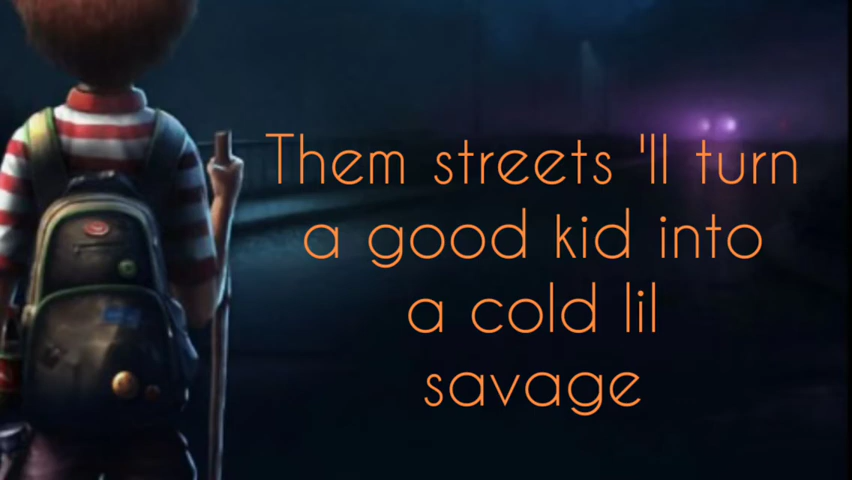 Them streets 'll turn
a good kid into
a cold lil
savage